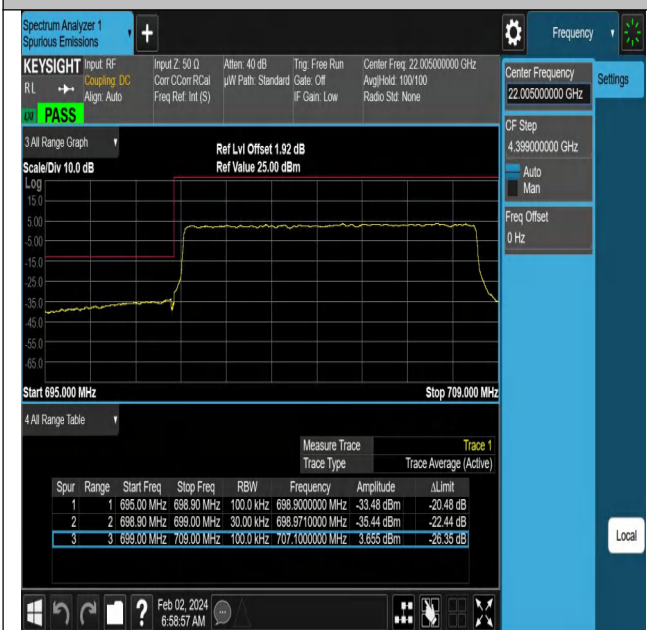 Spectrum Analyzer 1
Spurious Emissions
+
Frequency
KEYSIGHT Input: RF Input Z: 50 Ω Atten: 40 dB Trig: Free Run Center Freq: 22.005000000 GHz
RL Coupling: DC Corr CCorr RCal µW Path: Standard Gate: Off Avg|Hold: 100/100
Align: Auto Freq Ref: Int (S) IF Gain: Low Radio Std: None
PASS
Center Frequency
22.005000000 GHz
Settings
CF Step
4.399000000 GHz
Auto
Man
Freq Offset
0 Hz
Local
3 All Range Graph
Ref Lvl Offset 1.92 dB
Scale/Div 10.0 dB Ref Value 25.00 dBm
Log
15.0
5.00
-5.00
-15.0
-25.0
-35.0
-45.0
-55.0
-65.0
Start 695.000 MHz Stop 709.000 MHz
4 All Range Table
Measure Trace Trace 1
Trace Type Trace Average (Active)
Spur Range Start Freq Stop Freq RBW Frequency Amplitude ΔLimit
1 1 695.00 MHz 698.90 MHz 100.0 kHz 698.9000000 MHz -33.48 dBm -20.48 dB
2 2 698.90 MHz 699.00 MHz 30.00 kHz 698.9710000 MHz -35.44 dBm -22.44 dB
3 3 699.00 MHz 709.00 MHz 100.0 kHz 707.1000000 MHz 3.655 dBm -26.35 dB
? Feb 02, 2024
6:58:57 AM